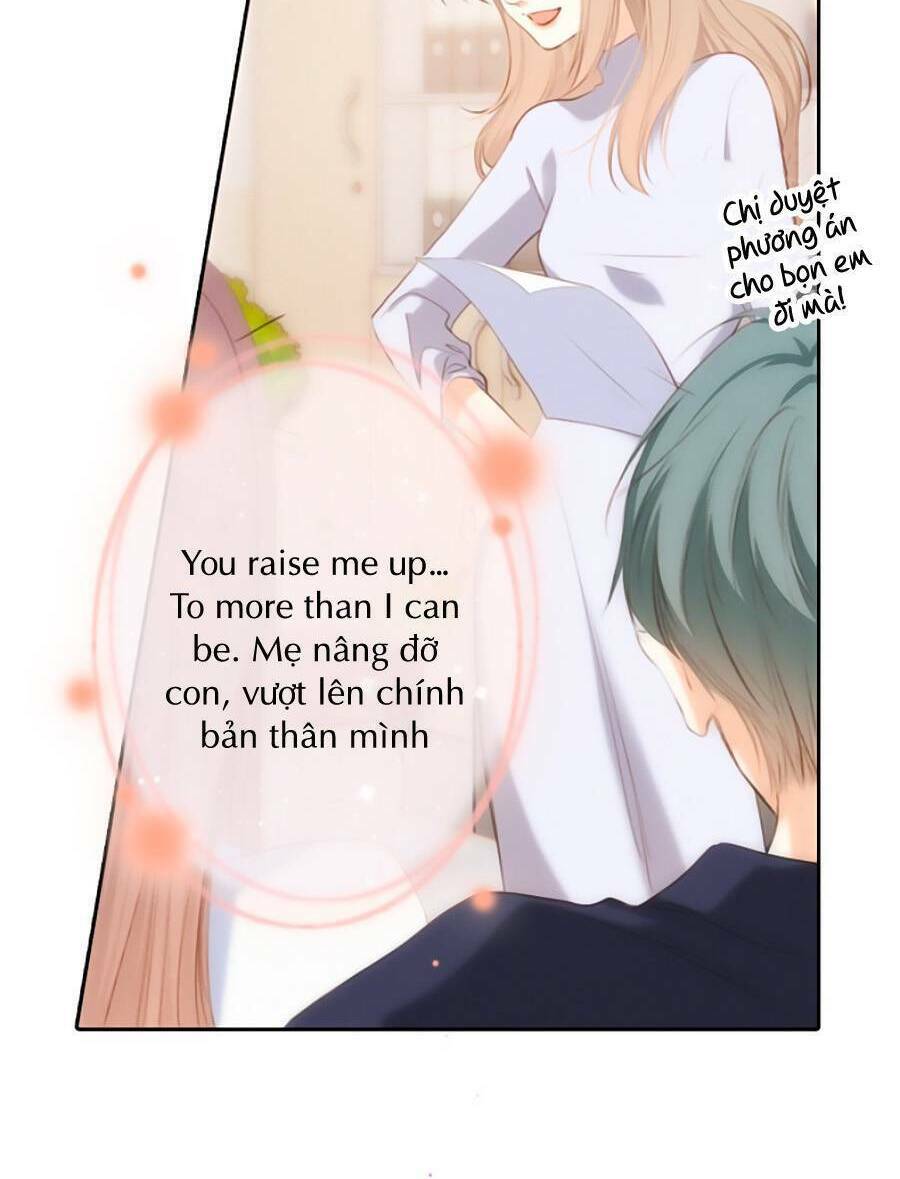 Chị duyệt
phương án
cho bọn em
đi mà!
You raise me up...
To more than I can
be. Mẹ nâng đỡ
con, vượt lên chính
bản thân mình